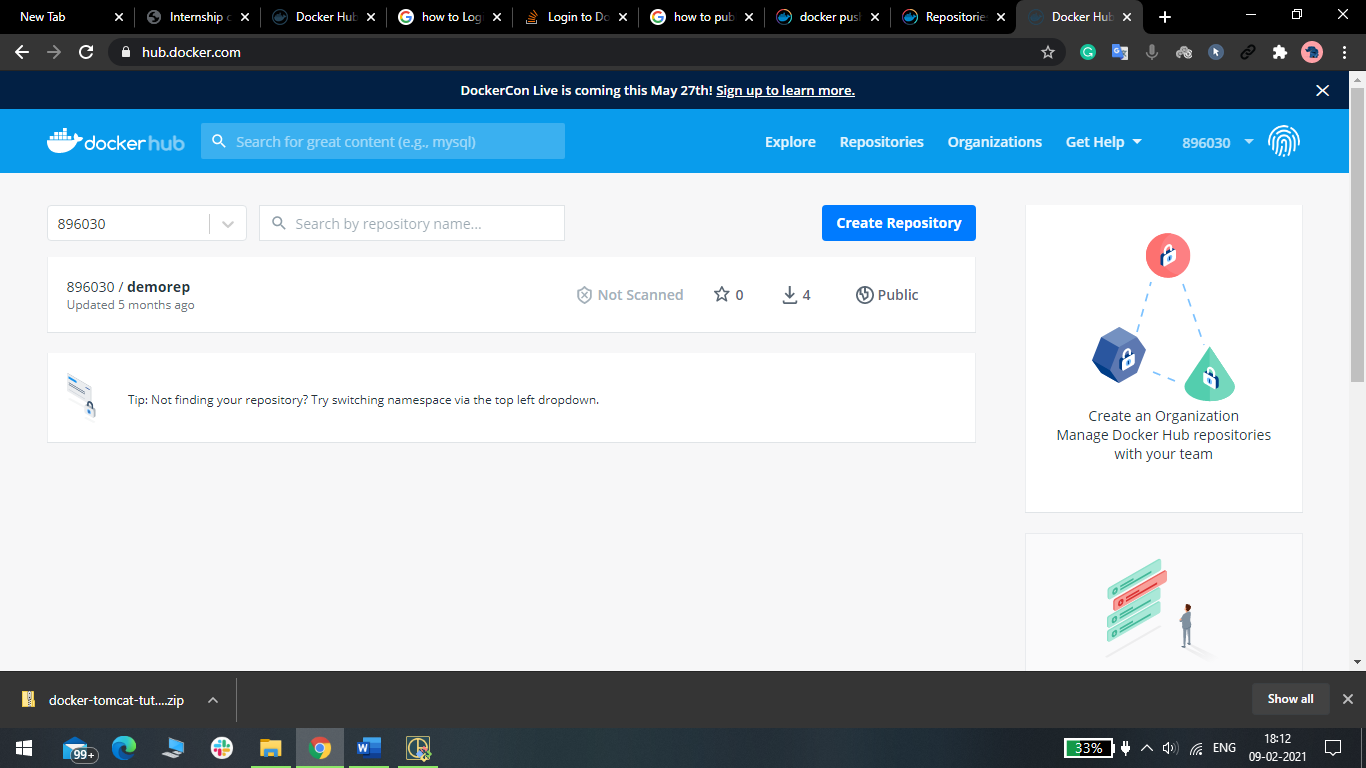 New Tab
Internship c
Docker Hub
how to Log
Login to Do
how to pub
docker push
Repositories
Docker Hub
hub.docker.com
DockerCon Live is coming this May 27th! Sign up to learn more.
docker hub
Search for great content (e.g., mysql)
Explore
Repositories
Organizations
Get Help
896030
896030
Search by repository name...
Create Repository
896030 / demorep
Updated 5 months ago
Not Scanned
0
4
Public
Tip: Not finding your repository? Try switching namespace via the top left dropdown.
Create an Organization
Manage Docker Hub repositories
with your team
docker-tomcat-tut....zip
Show all
99+
33%
ENG
18:12
09-02-2021